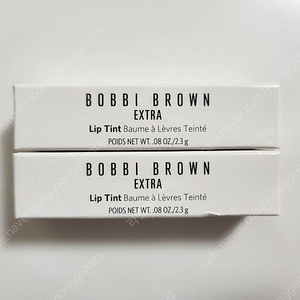 BOBBI BROWN
EXTRA
Lip Tint Baume à Lèvres Teinté
POIDS NET WT. .08 OZ./2.3 g
BOBBI BROWN
EXTRA
Lip Tint Baume à Lèvres Teinté
POIDS NET WT. .08 OZ./2.3 g